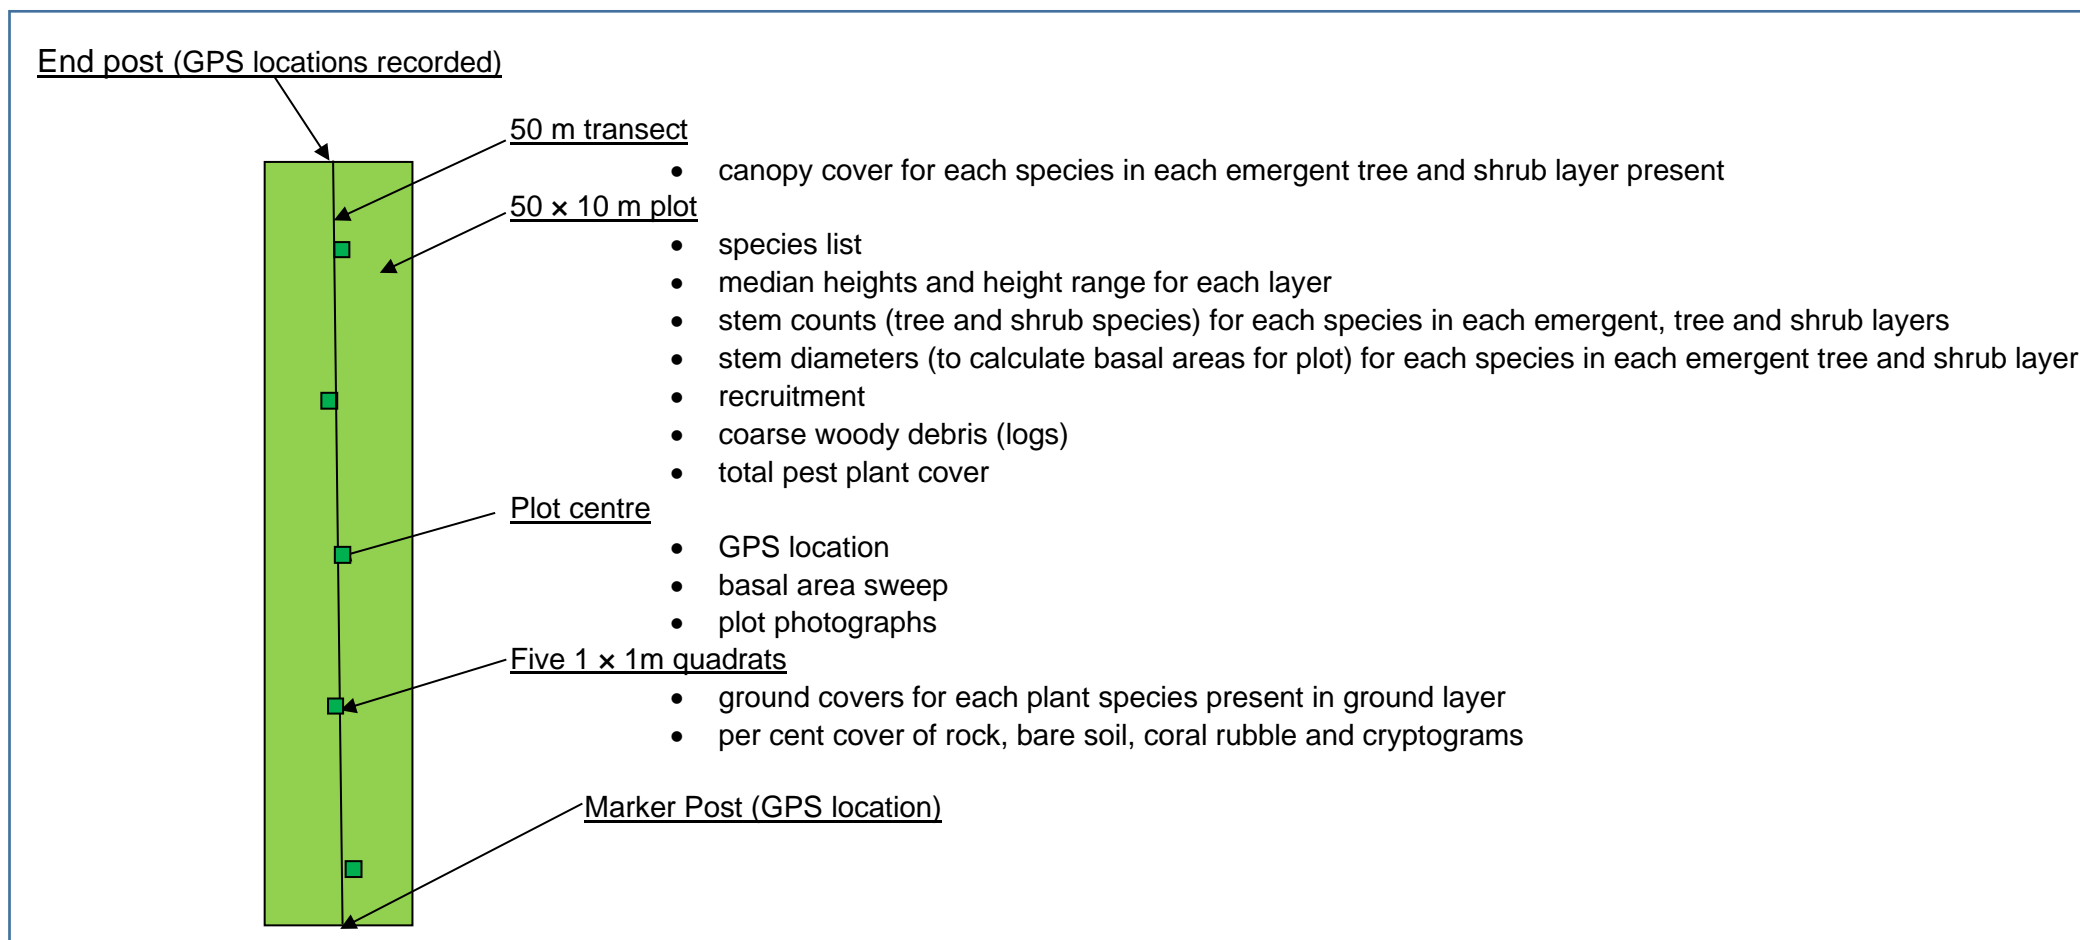 End post (GPS locations recorded)
50 m transect
• canopy cover for each species in each emergent tree and shrub layer present
50 × 10 m plot
• species list
• median heights and height range for each layer
• stem counts (tree and shrub species) for each species in each emergent, tree and shrub layers
• stem diameters (to calculate basal areas for plot) for each species in each emergent tree and shrub layer
• recruitment
• coarse woody debris (logs)
• total pest plant cover
Plot centre
• GPS location
• basal area sweep
• plot photographs
Five 1 × 1m quadrats
• ground covers for each plant species present in ground layer
• per cent cover of rock, bare soil, coral rubble and cryptograms
Marker Post (GPS location)